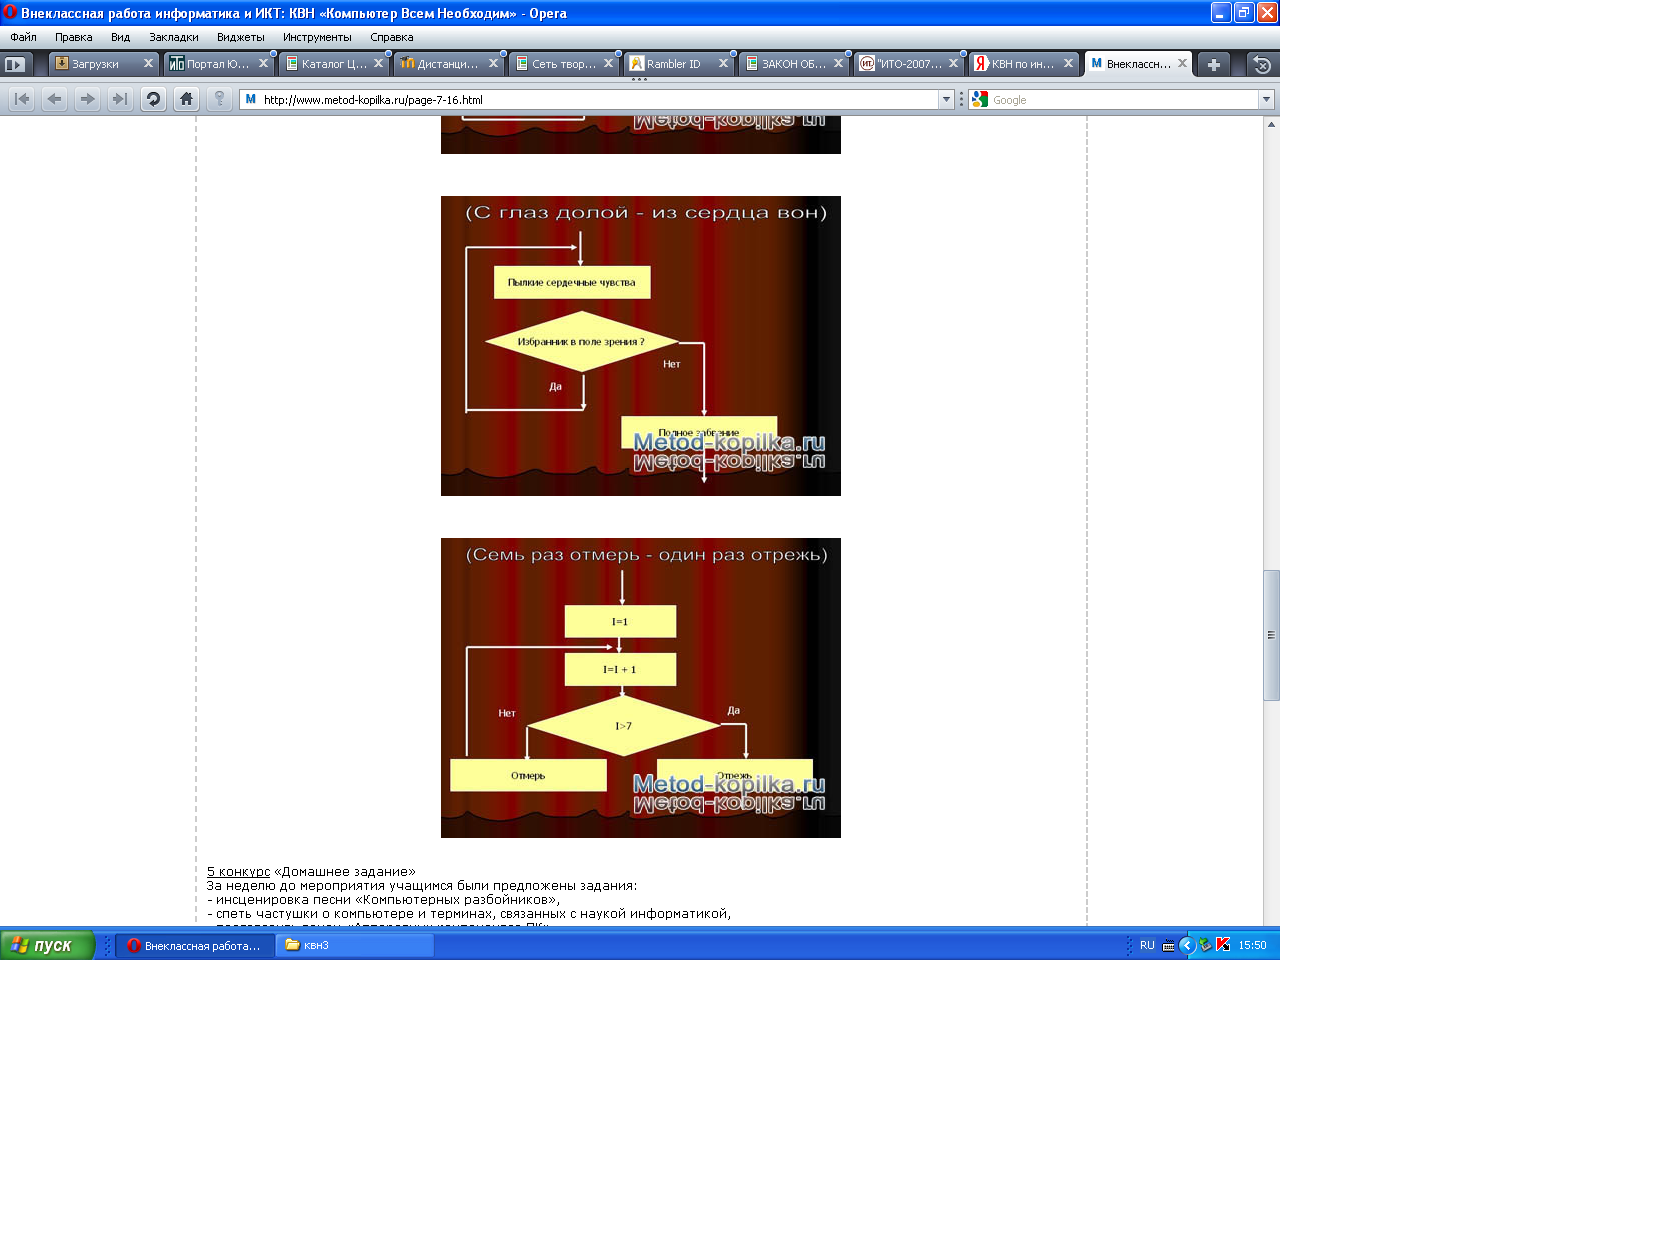 Внеклассная работа информатика и ИКТ: КВН «Компьютер Всем Необходим» - Opera
Файл Правка Вид Закладки Виджеты Инструменты Справка
Загрузки Портал Ю... Каталог Ц... Дистанци... Сеть твор... Rambler ID ЗАКОН ОБ... "ИТО-2007... КВН по ин... Внеклассн...
http://www.metod-kopilka.ru/page-7-16.html Google
(С глаз долой - из сердца вон)
Пылкие сердечные чувства
Избранник в поле зрения ?
Нет
Да
Полное забвение
Metod-kopilka.ru
(Семь раз отмерь - один раз отрежь)
I=1
I=I + 1
Нет
Да
I>7
Отмерь
Отрежь
Metod-kopilka.ru
5 конкурс «Домашнее задание»
За неделю до мероприятия учащимся были предложены задания:
- инсценировка песни «Компьютерных разбойников»,
- спеть частушки о компьютере и терминах, связанных с наукой информатикой,
пуск Внеклассная работа... квн3 RU 15:50